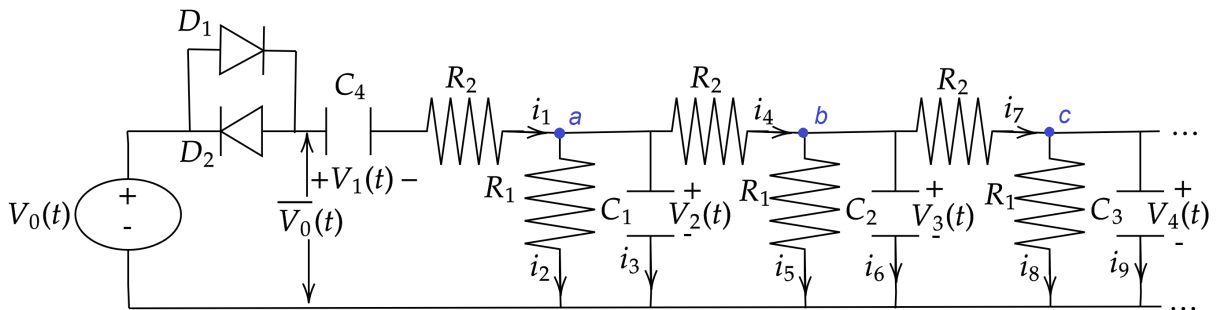 D₁
D₂
C₄
R₂
i₁
a
R₂
i₄
b
R₂
i₇
c
...
V₀(t)
+
-
+V₁(t) −
V̅₀(t)
R₁
C₁
+
V₂(t)
-
R₁
C₂
+
V₃(t)
-
R₁
C₃
+
V₄(t)
-
i₂
i₃
i₅
i₆
i₈
i₉
...